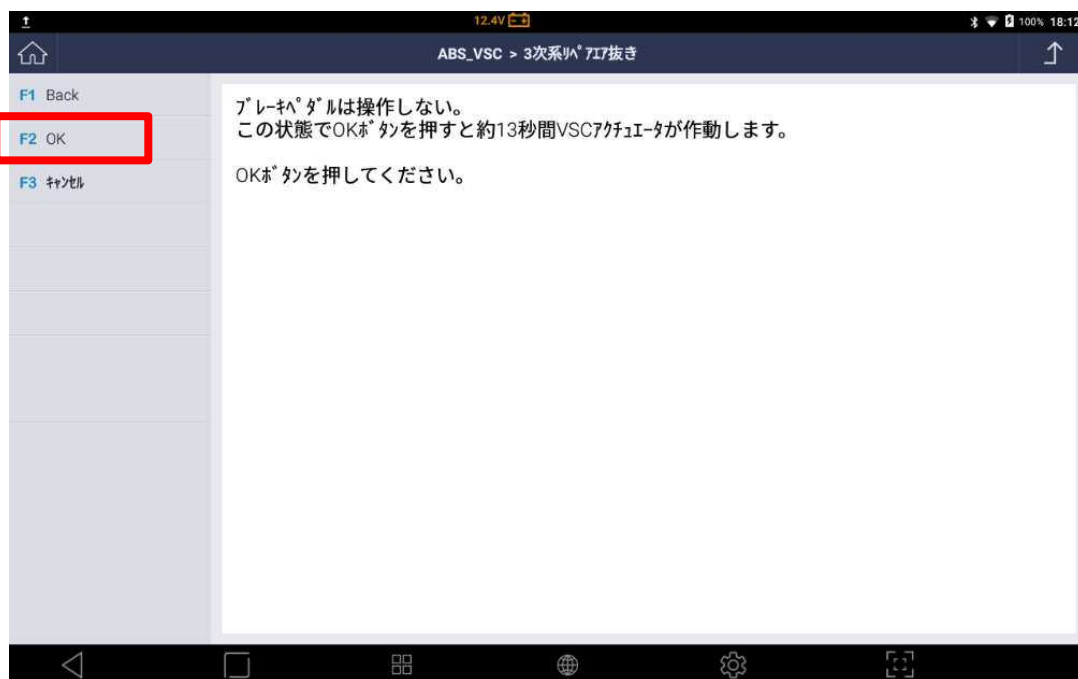 12.4V
100% 18:12
ABS_VSC > 3次系ﾘﾍﾟｱｴｱ抜き
F1 Back
F2 OK
F3 ｷｬﾝｾﾙ
ﾌﾞﾚｰｷﾍﾟﾀﾞﾙは操作しない。
この状態でOKﾎﾞﾀﾝを押すと約13秒間VSCｱｸﾁｭｴｰﾀが作動します。
OKﾎﾞﾀﾝを押してください。